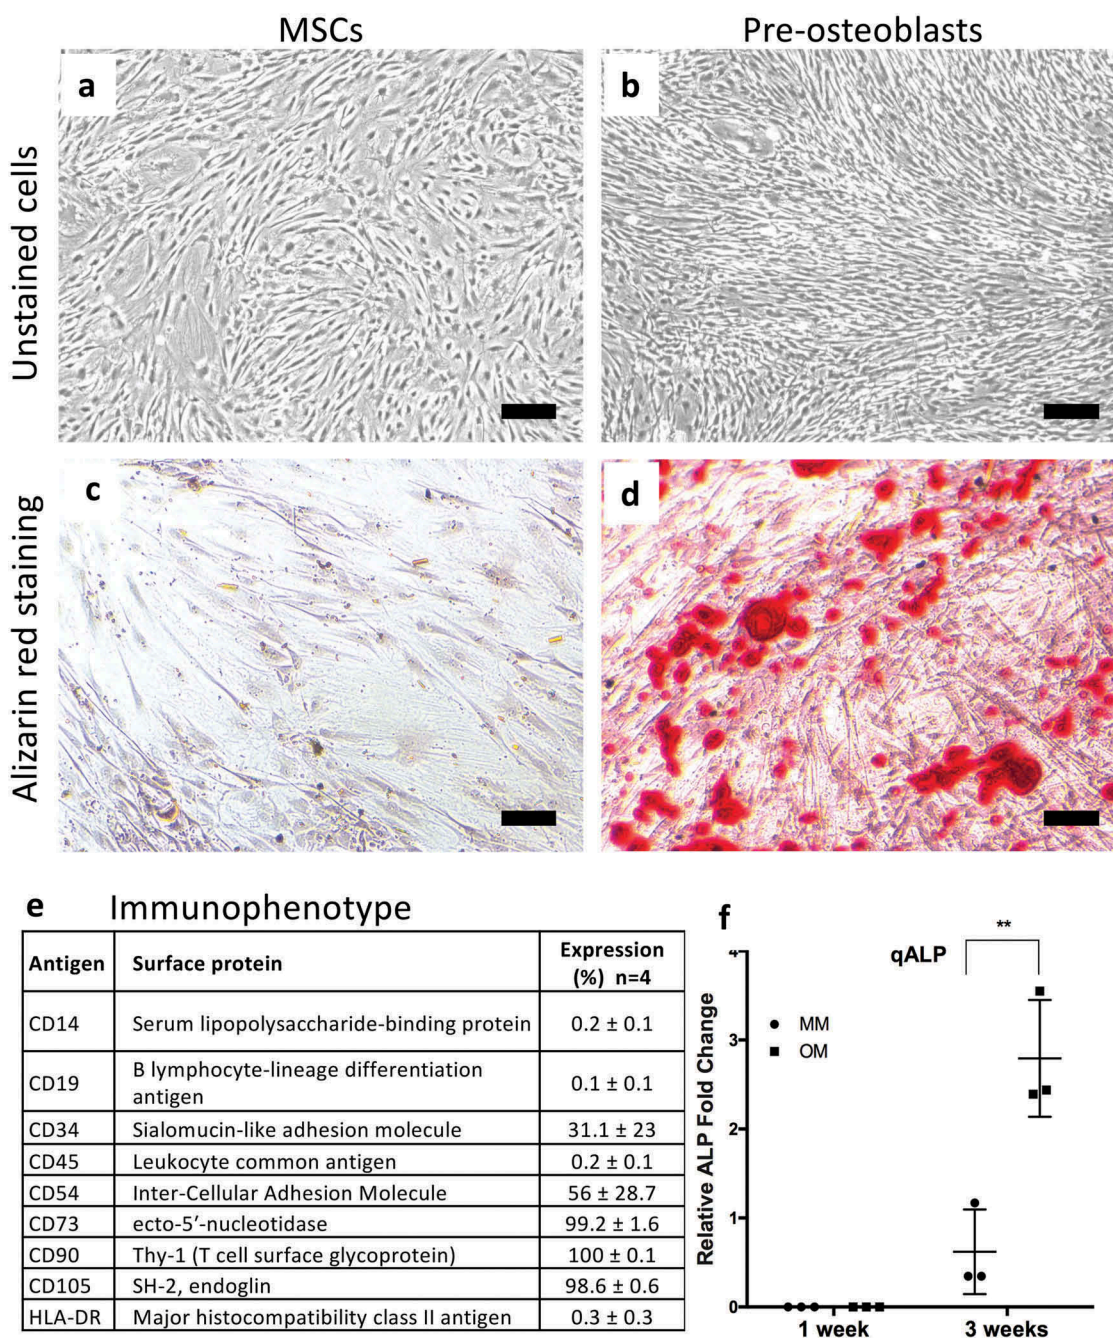 MSCs
Pre-osteoblasts
Unstained cells
a
b
Alizarin red staining
c
d
e Immunophenotype
Antigen Surface protein Expression
(%) n=4
CD14 Serum lipopolysaccharide-binding protein 0.2 ± 0.1
CD19 B lymphocyte-lineage differentiation
antigen 0.1 ± 0.1
CD34 Sialomucin-like adhesion molecule 31.1 ± 23
CD45 Leukocyte common antigen 0.2 ± 0.1
CD54 Inter-Cellular Adhesion Molecule 56 ± 28.7
CD73 ecto-5′-nucleotidase 99.2 ± 1.6
CD90 Thy-1 (T cell surface glycoprotein) 100 ± 0.1
CD105 SH-2, endoglin 98.6 ± 0.6
HLA-DR Major histocompatibility class II antigen 0.3 ± 0.3
f
**
qALP
MM
OM
Relative ALP Fold Change
4
3
2
1
0
1 week 3 weeks